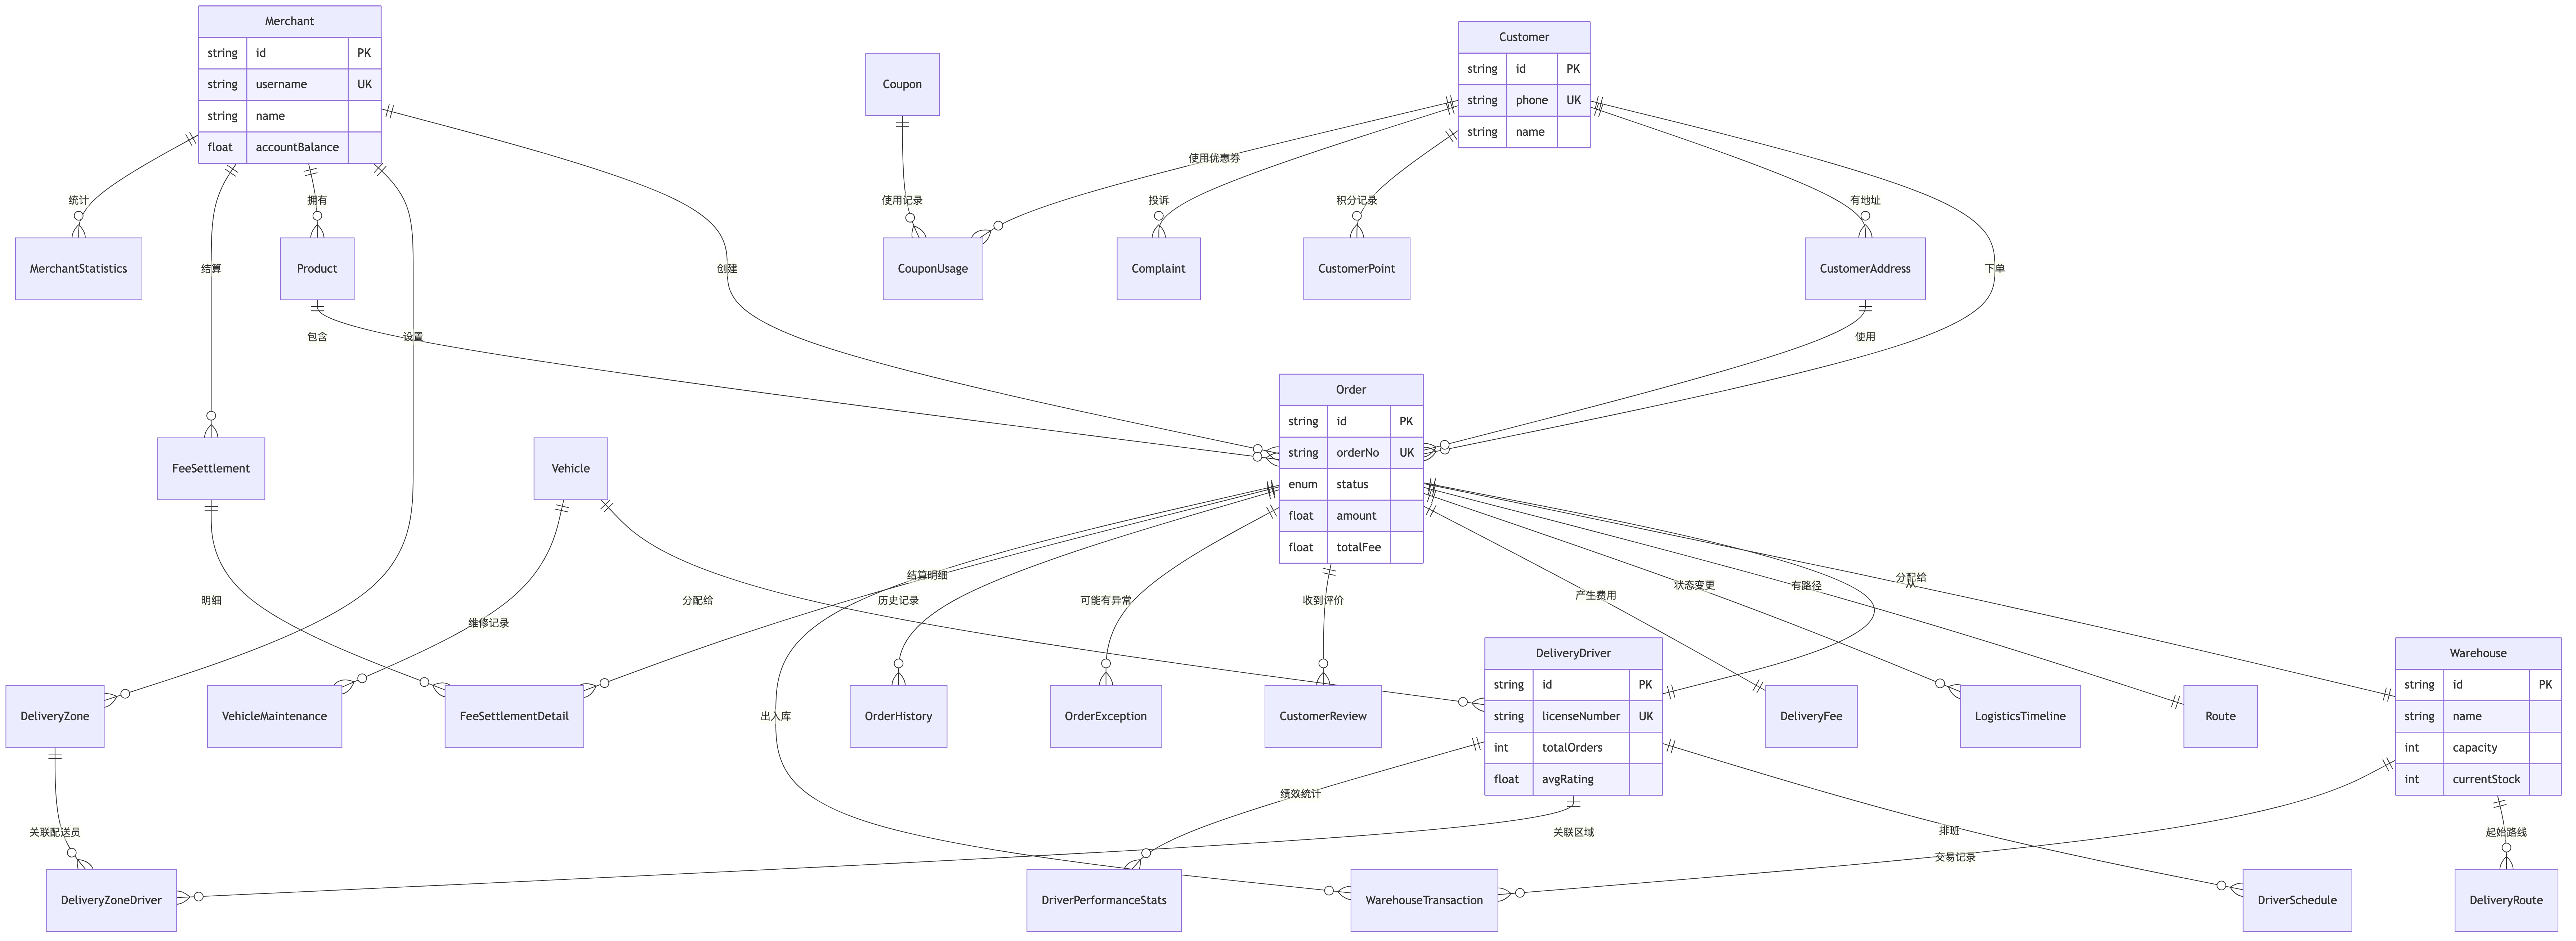 Merchant
string id PK
string username UK
string name
float accountBalance
Coupon
Customer
string id PK
string phone UK
string name
统计
结算
拥有
设置
创建
使用记录
使用优惠券
投诉
积分记录
有地址
下单
MerchantStatistics
Product
CouponUsage
Complaint
CustomerPoint
CustomerAddress
包含
使用
Order
string id PK
string orderNo UK
enum status
float amount
float totalFee
FeeSettlement
Vehicle
明细
维修记录
分配给
结算明细
历史记录
可能有异常
收到评价
产生费用
状态变更
有路径
分配给
从
DeliveryZone
VehicleMaintenance
FeeSettlementDetail
OrderHistory
OrderException
CustomerReview
DeliveryDriver
string id PK
string licenseNumber UK
int totalOrders
float avgRating
DeliveryFee
LogisticsTimeline
Route
Warehouse
string id PK
string name
int capacity
int currentStock
出入库
关联配送员
绩效统计
关联区域
排班
交易记录
起始路线
DeliveryZoneDriver
DriverPerformanceStats
WarehouseTransaction
DriverSchedule
DeliveryRoute